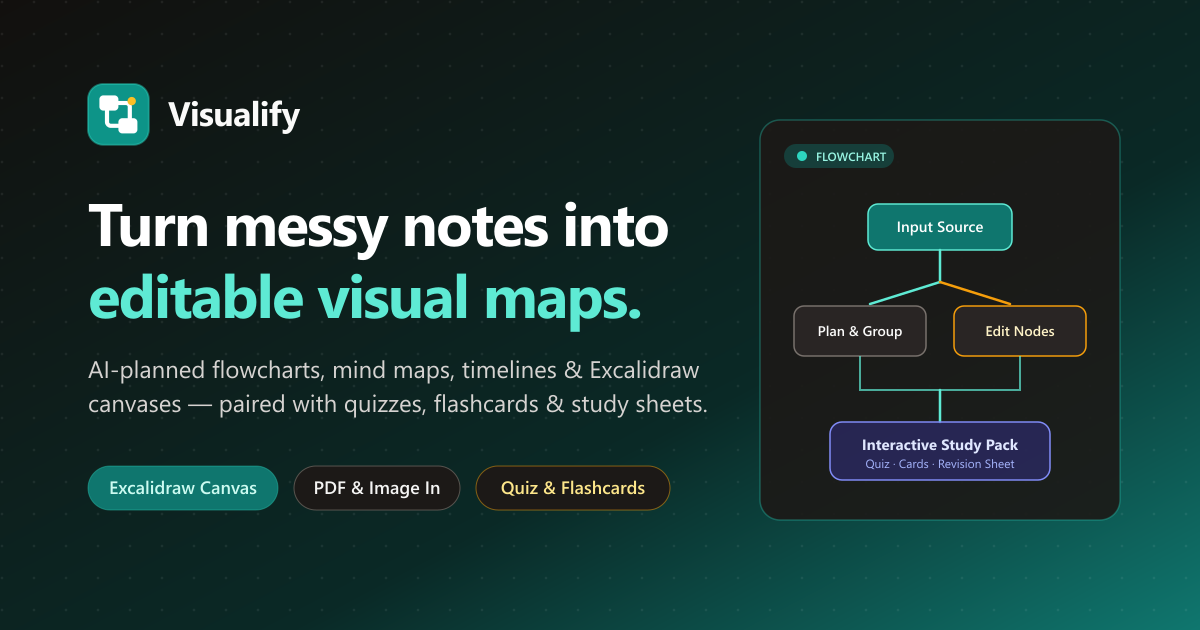 Visualify
Turn messy notes into
editable visual maps.
AI-planned flowcharts, mind maps, timelines & Excalidraw
canvases — paired with quizzes, flashcards & study sheets.
Excalidraw Canvas
PDF & Image In
Quiz & Flashcards
FLOWCHART
Input Source
Plan & Group
Edit Nodes
Interactive Study Pack
Quiz · Cards · Revision Sheet